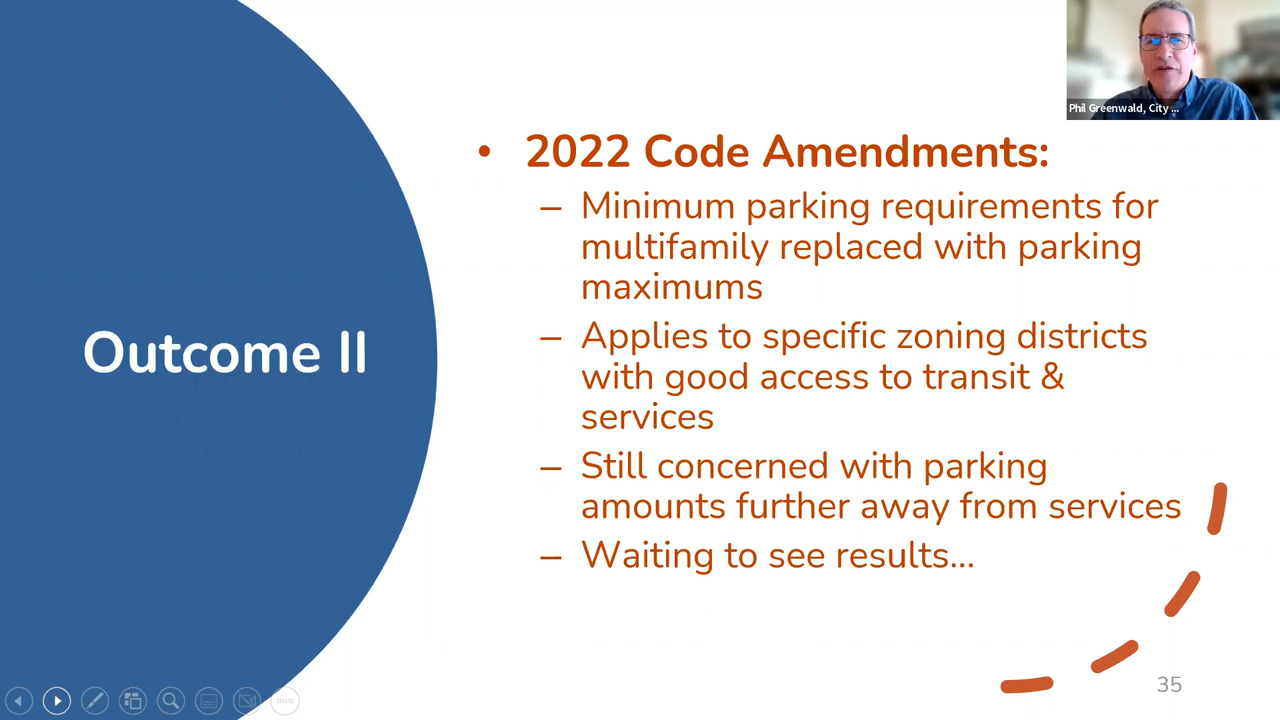 Phil Greenwald, City ...
• 2022 Code Amendments:
– Minimum parking requirements for
multifamily replaced with parking
maximums
– Applies to specific zoning districts
with good access to transit &
services
– Still concerned with parking
amounts further away from services
– Waiting to see results...
Outcome II
35